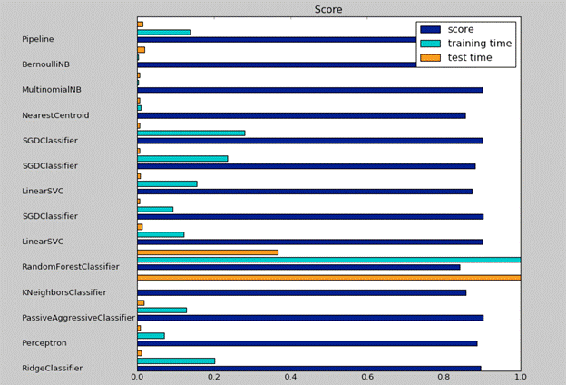 Score
score
training time
test time
Pipeline
BernoulliNB
MultinomialNB
NearestCentroid
SGDClassifier
SGDClassifier
LinearSVC
SGDClassifier
LinearSVC
RandomForestClassifier
KNeighborsClassifier
PassiveAggressiveClassifier
Perceptron
RidgeClassifier
0.0 0.2 0.4 0.6 0.8 1.0